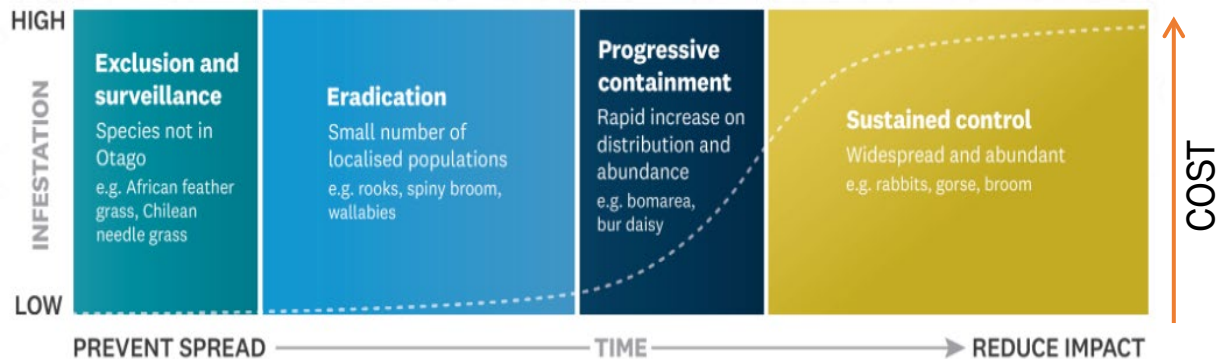 HIGH
INFESTATION
LOW
Exclusion and
surveillance
Species not in
Otago
e.g. African feather
grass, Chilean
needle grass
Eradication
Small number of
localised populations
e.g. rooks, spiny broom,
wallabies
Progressive
containment
Rapid increase on
distribution and
abundance
e.g. bomarea,
bur daisy
Sustained control
Widespread and abundant
e.g. rabbits, gorse, broom
COST
PREVENT SPREAD TIME REDUCE IMPACT